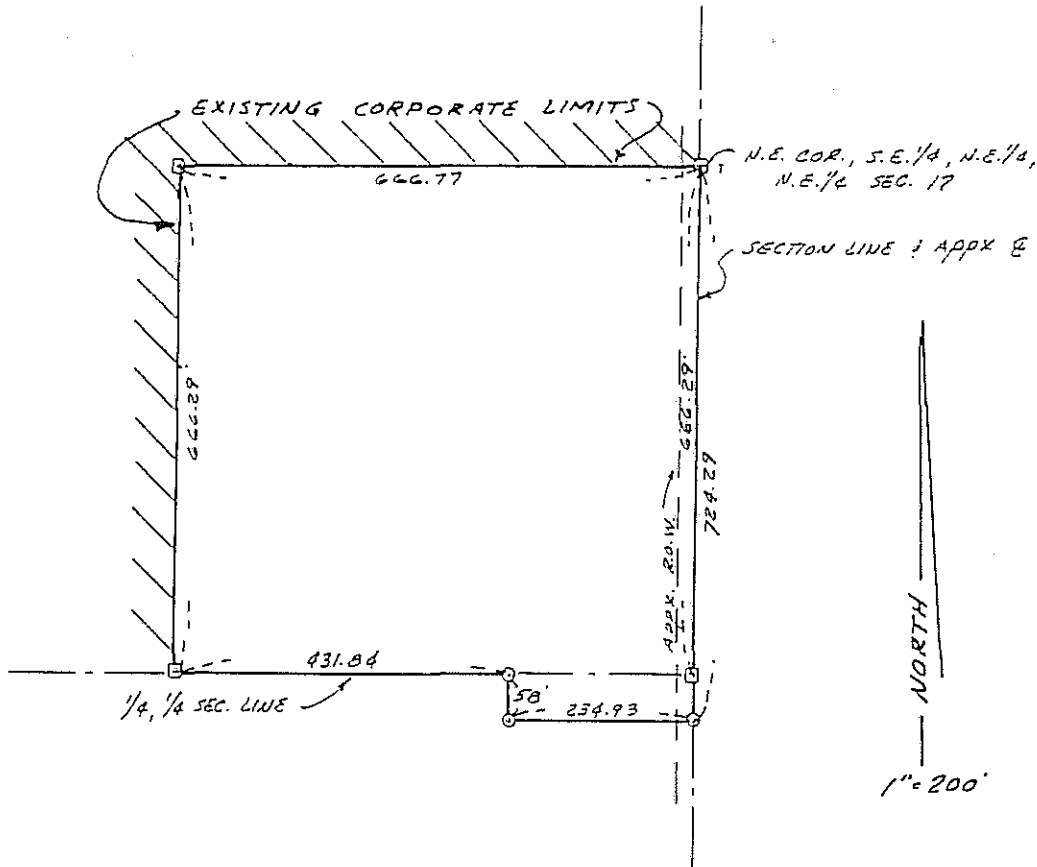 EXISTING CORPORATE LIMITS
666.77
N.E. COR., S.E.1/4, N.E.1/4,
N.E.1/4 SEC. 17
SECTION LINE & APPX ℄
666.29
666.29'
724.29
APPX. R.O.W.
431.84
58'
234.93
1/4, 1/4 SEC. LINE
NORTH
1"=200'